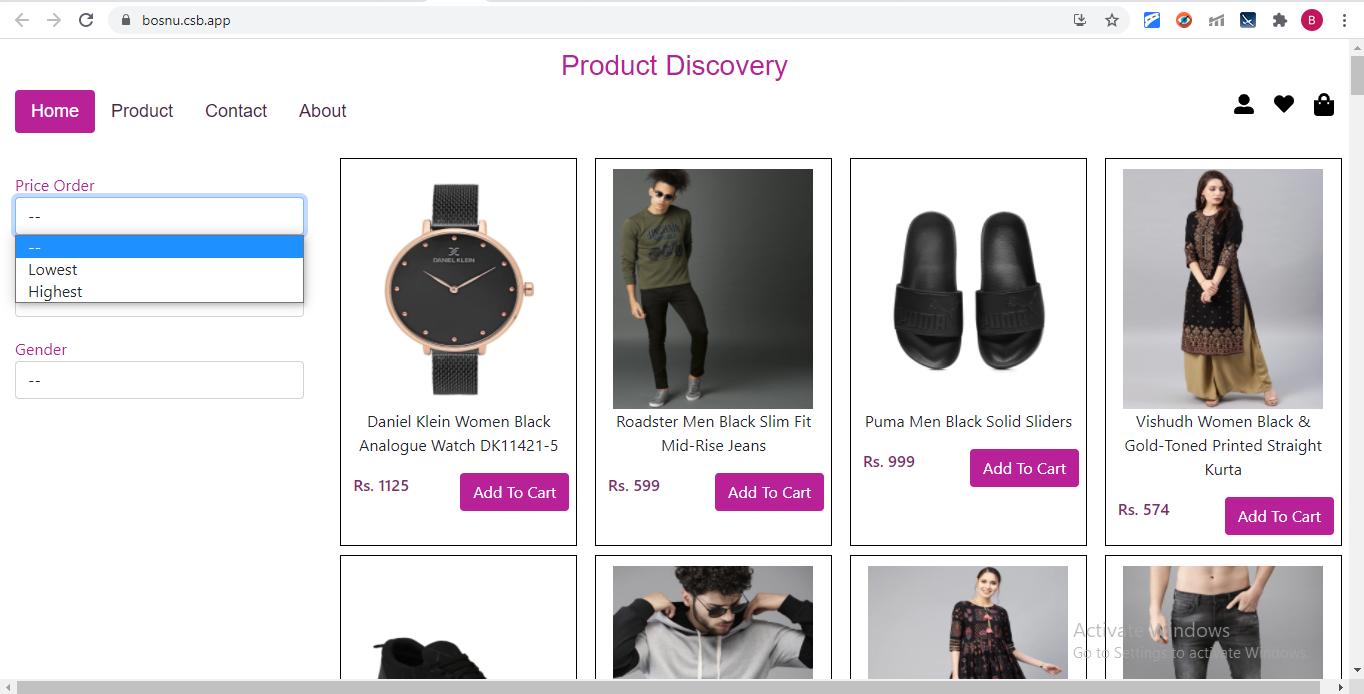 bosnu.csb.app
B
Product Discovery
Home
Product
Contact
About
Price Order
--
--
Lowest
Highest
Gender
--
DANIEL KLEIN
Daniel Klein Women Black
Analogue Watch DK11421-5
Rs. 1125
Add To Cart
Roadster Men Black Slim Fit
Mid-Rise Jeans
Rs. 599
Add To Cart
PUMA
PUMA
Puma Men Black Solid Sliders
Rs. 999
Add To Cart
Vishudh Women Black &
Gold-Toned Printed Straight
Kurta
Rs. 574
Add To Cart
Activate Windows
Go to Settings to activate Windows.